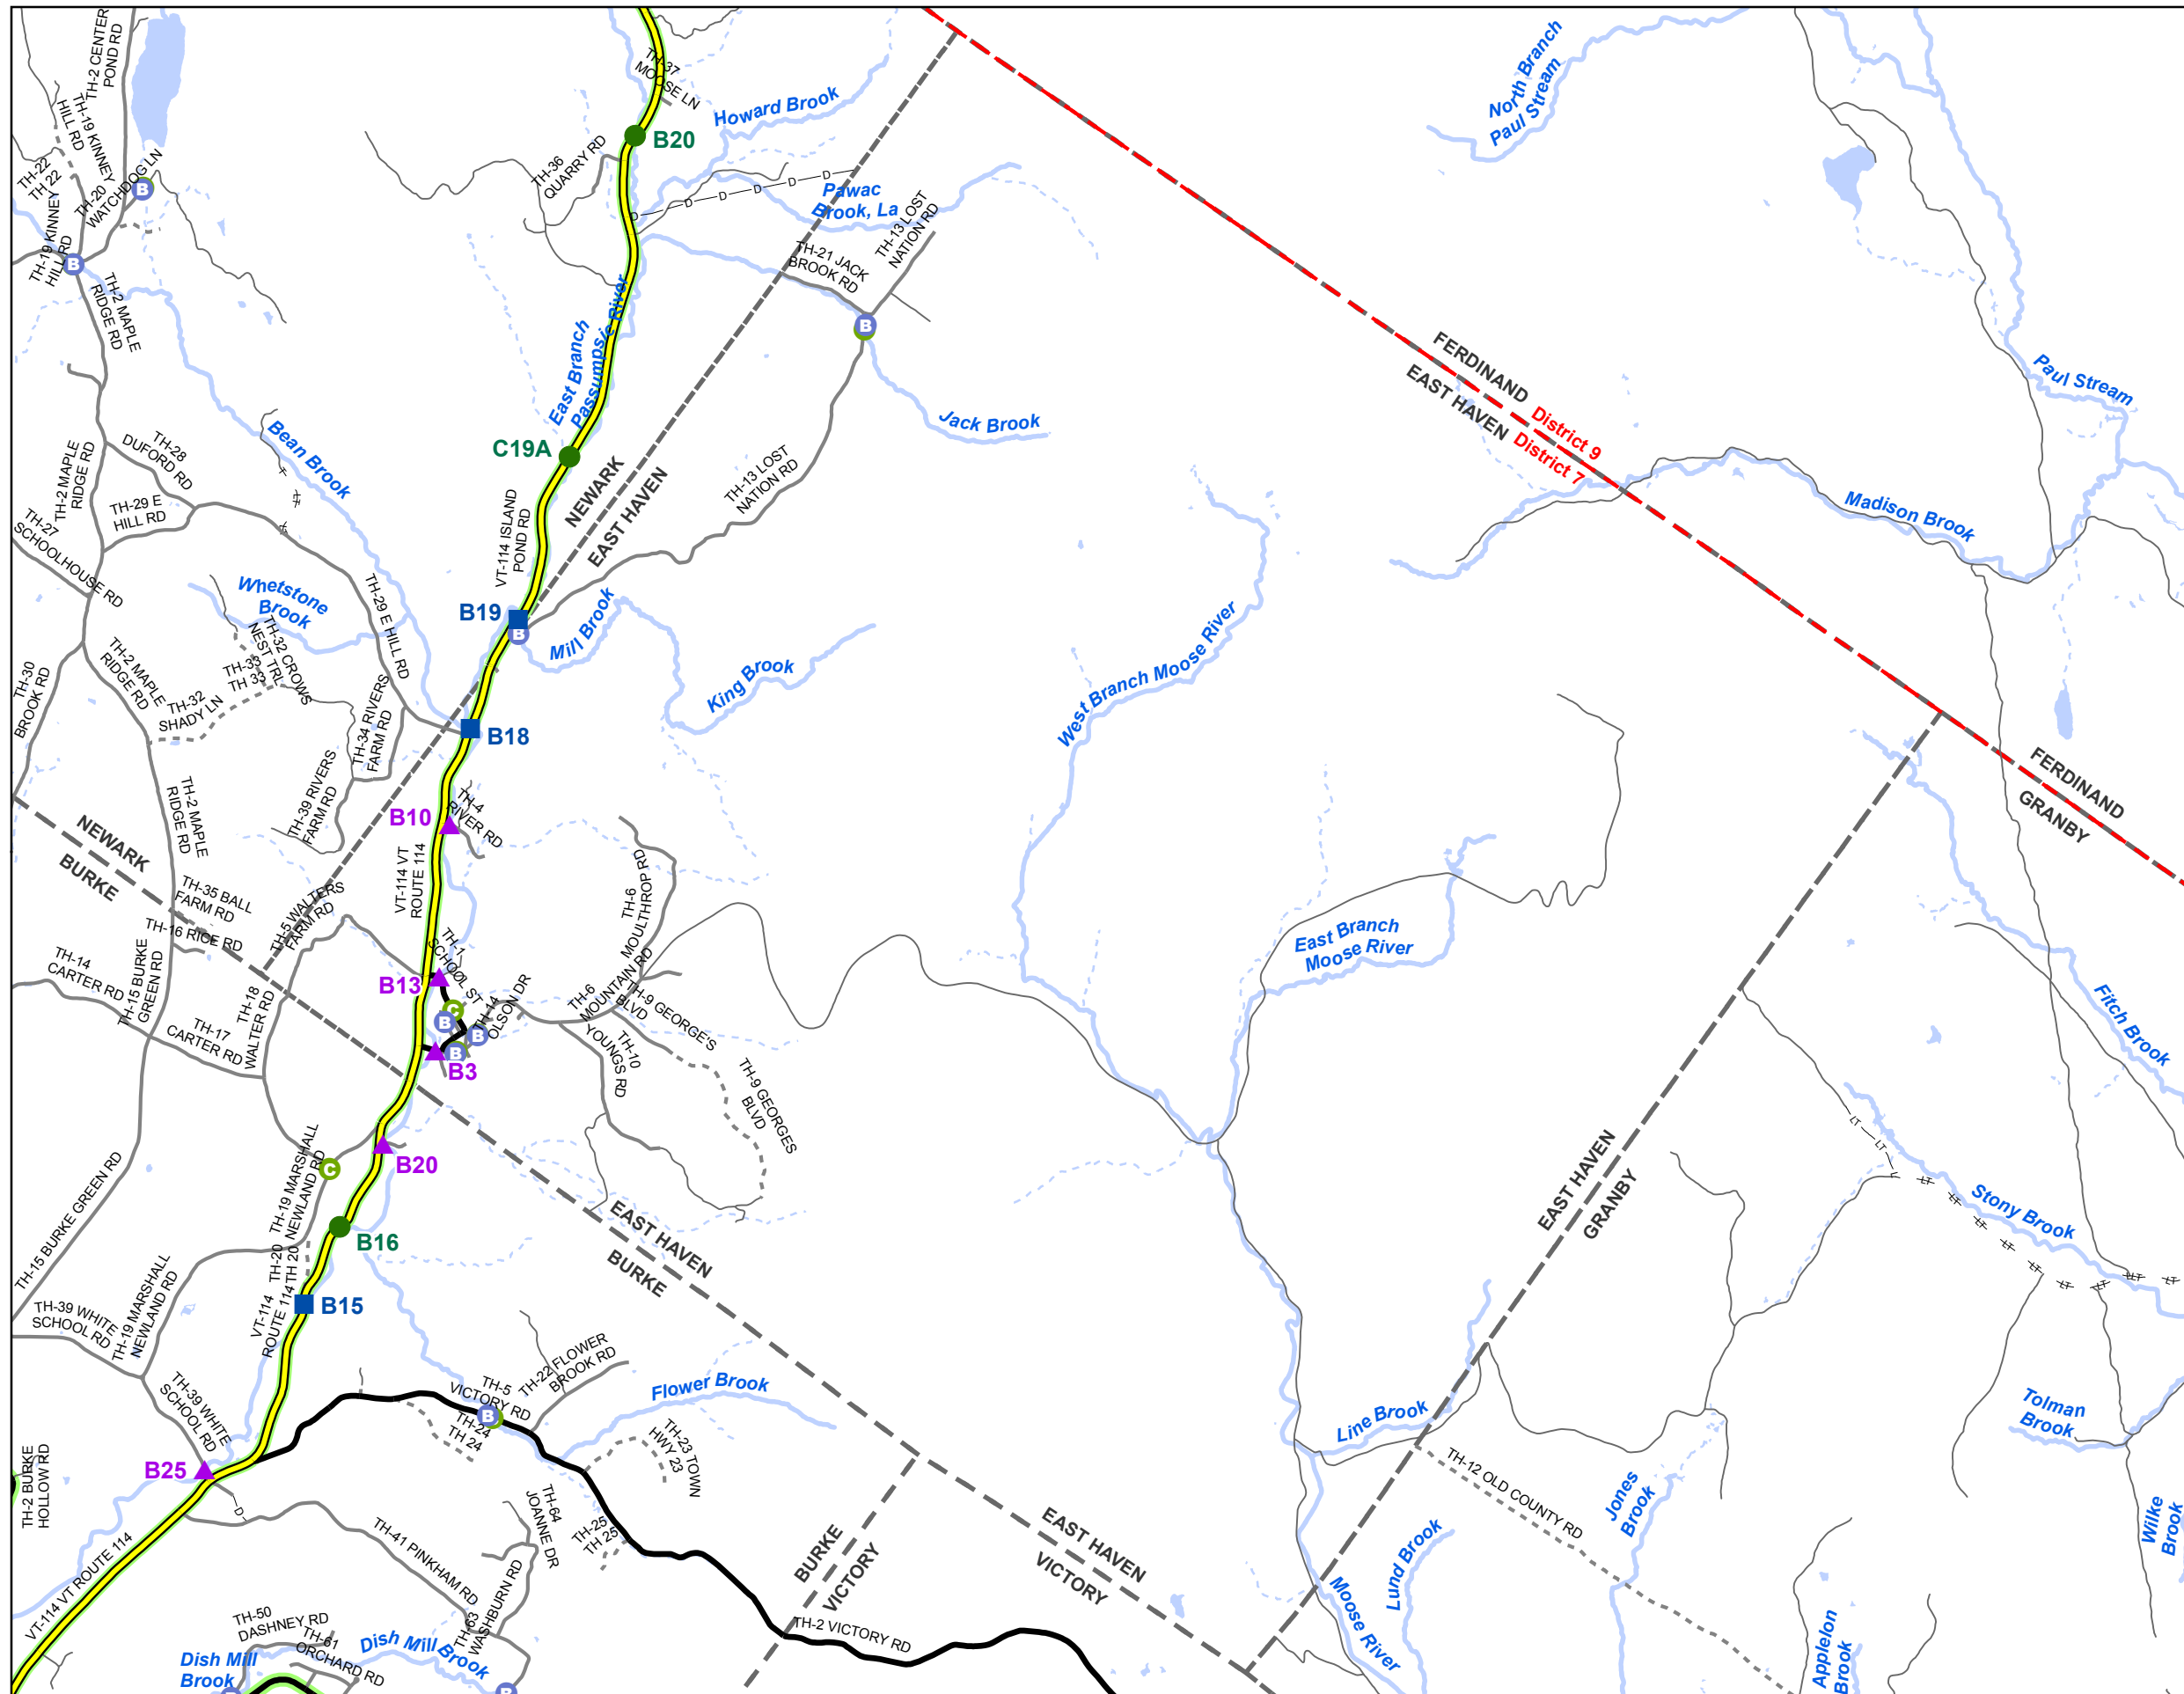 TH-2 CENTER
POND RD
TH-19 KINNEY
HILL RD
TH-22
TH 22
TH-20
WATCHDOG LN
B
TH-19 KINNEY
HILL RD
B
TH-2 MAPLE
RIDGE RD
TH-37
MOOSE LN
B20
TH-36
QUARRY RD
Howard Brook
D
D
D
D
D
D
Pawac
Brook, La
TH-13 LOST
NATION RD
TH-21 JACK
BROOK RD
B
Jack Brook
North Branch
Paul Stream
Paul Stream
FERDINAND
EAST HAVEN
District 9
District 7
Madison Brook
East Branch
Passumpsic River
C19A
NEWARK
EAST HAVEN
TH-13 LOST
NATION RD
VT-114 ISLAND
POND RD
Bean Brook
TH-28
DUFORD RD
TH-2 MAPLE
RIDGE RD
TH-29 E
HILL RD
TH-27
SCHOOLHOUSE RD
Whetstone
Brook
TH-29 E HILL RD
TH-32 CROWS
NEST TRL
TH-33
TH 33
TH-32
SHADY LN
TH-2 MAPLE
RIDGE RD
TH-30
BROOK RD
TH-34 RIVERS
FARM RD
TH-39 RIVERS
FARM RD
B19
B
Mill Brook
King Brook
B18
West Branch Moose River
B10
TH-4
RIVER RD
VT-114 VT
ROUTE 114
TH-2 MAPLE
RIDGE RD
NEWARK
BURKE
TH-35 BALL
FARM RD
TH-16 RICE RD
TH-5 WALTERS
FARM RD
TH-14
CARTER RD
TH-15 BURKE
GREEN RD
TH-17
CARTER RD
TH-18
WALTER RD
TH-1
SCHOOL ST
B13
C
B
B
B
TH-14
OLSON DR
B3
TH-6
MOULTHROP RD
TH-6
MOUNTAIN RD
TH-9 GEORGE'S
BLVD
TH-10
YOUNGS RD
TH-9 GEORGES
BLVD
East Branch
Moose River
FERDINAND
GRANBY
Fitch Brook
EAST HAVEN
GRANBY
LT
LT
LT
LT
LT
LT
LT
LT
LT
LT
Stony Brook
B20
C
TH-19 MARSHALL
NEWLAND RD
TH-20
TH 20
B16
B15
VT-114
ROUTE 114
TH-15 BURKE GREEN RD
TH-39 WHITE
SCHOOL RD
TH-19 MARSHALL
NEWLAND RD
TH-39 WHITE
SCHOOL RD
EAST HAVEN
BURKE
TH-5
VICTORY RD
B
TH-22 FLOWER
BROOK RD
TH-24
TH 24
Flower Brook
TH-23 TOWN
HWY 23
Line Brook
Tolman
Brook
TH-12 OLD COUNTY RD
Jones
Brook
Wilke
Brook
TH-2 BURKE
HOLLOW RD
B25
D
VT-114 VT ROUTE 114
TH-41 PINKHAM RD
TH-64
JOANNE DR
TH-25
TH 25
TH-63
WASHBURN RD
BURKE
VICTORY
EAST HAVEN
VICTORY
TH-2 VICTORY RD
Lund Brook
Moose River
Applelon
Brook
TH-50
DASHNEY RD
TH-61
ORCHARD RD
Dish Mill Brook
Dish Mill
Brook
B